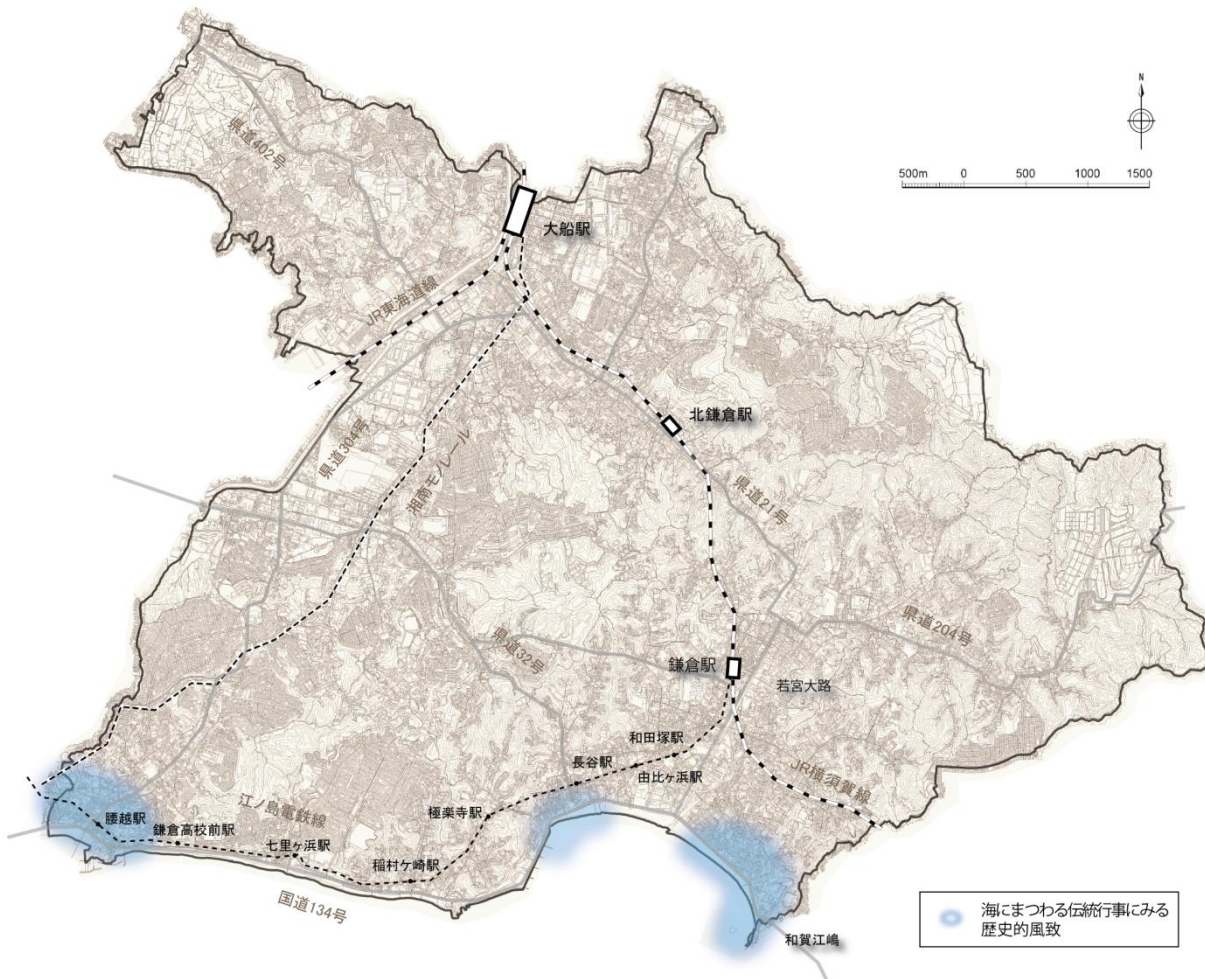 N
500m 0 500 1000 1500
県道402号
大船駅
JR東海道線
北鎌倉駅
県道304号
湘南モノレール
県道21号
県道32号
県道204号
鎌倉駅
若宮大路
和田塚駅
長谷駅
由比ヶ浜駅
JR横須賀線
江ノ島電鉄線
極楽寺駅
腰越駅
鎌倉高校前駅
七里ヶ浜駅
稲村ケ崎駅
国道134号
和賀江嶋
海にまつわる伝統行事にみる
歴史的風致